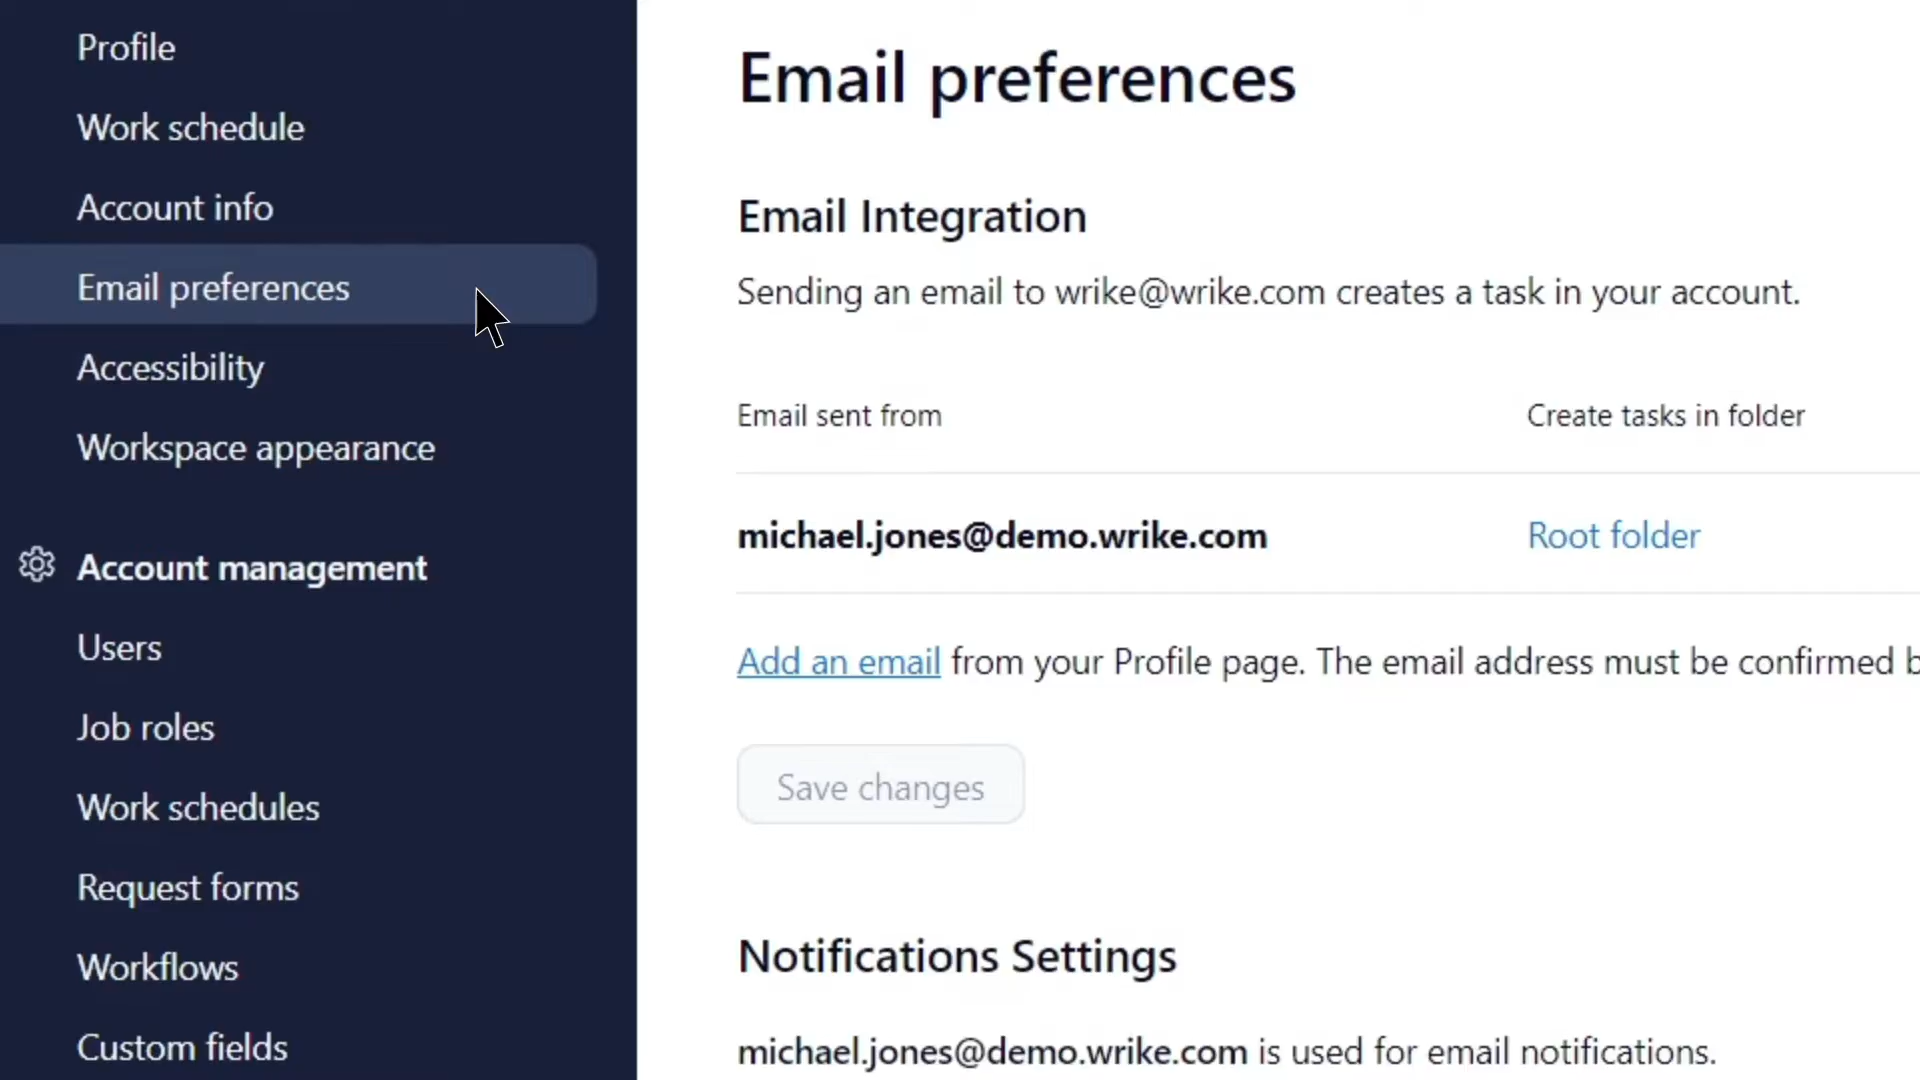 Profile
Work schedule
Account info
Email preferences
Accessibility
Workspace appearance
Account management
Users
Job roles
Work schedules
Request forms
Workflows
Custom fields
Email preferences
Email Integration
Sending an email to wrike@wrike.com creates a task in your account.
Email sent from
Create tasks in folder
michael.jones@demo.wrike.com
Root folder
Add an email from your Profile page. The email address must be confirmed b
Save changes
Notifications Settings
michael.jones@demo.wrike.com is used for email notifications.